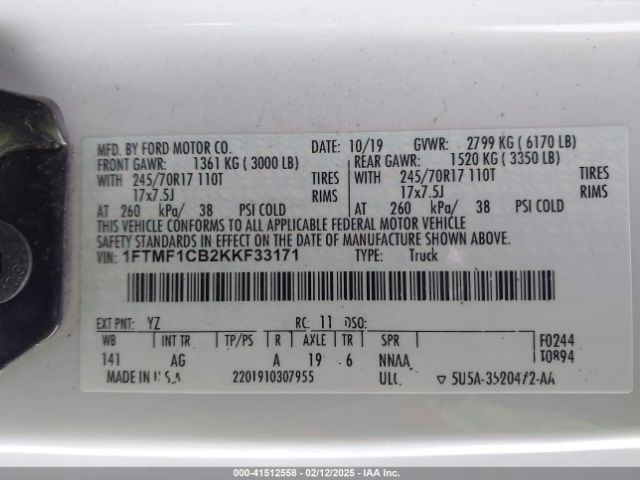 MFD. BY FORD MOTOR CO. DATE: 10/19 GVWR: 2799 KG ( 6170 LB)
FRONT GAWR: 1361 KG ( 3000 LB) REAR GAWR: 1520 KG ( 3350 LB)
WITH 245/70R17 110T TIRES WITH 245/70R17 110T TIRES
17x7.5J RIMS 17x7.5J RIMS
AT 260 kPa/ 38 PSI COLD AT 260 kPa/ 38 PSI COLD
THIS VEHICLE CONFORMS TO ALL APPLICABLE FEDERAL MOTOR VEHICLE
SAFETY STANDARDS IN EFFECT ON THE DATE OF MANUFACTURE SHOWN ABOVE.
VIN: 1FTMF1CB2KKF33171 TYPE: Truck
EXT PNT: YZ RC: 11 DSO: F0244
WB INT TR TP/PS R AXLE TR SPR T0894
141 AG A 19 6 NNAA
MADE IN U.S.A 2201910307955
000-41512558 - 02/12/2025 - IAA Inc.